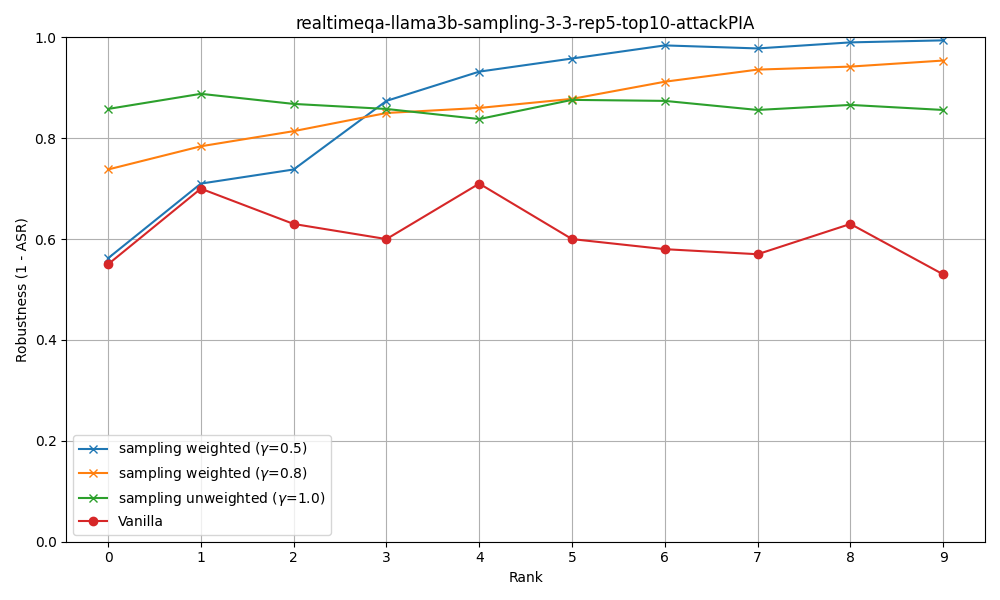 realtimeqa-llama3b-sampling-3-3-rep5-top10-attackPIA
Robustness (1 - ASR)
1.0
0.8
0.6
0.4
0.2
0.0
sampling weighted (γ=0.5)
sampling weighted (γ=0.8)
sampling unweighted (γ=1.0)
Vanilla
0 1 2 3 4 5 6 7 8 9
Rank